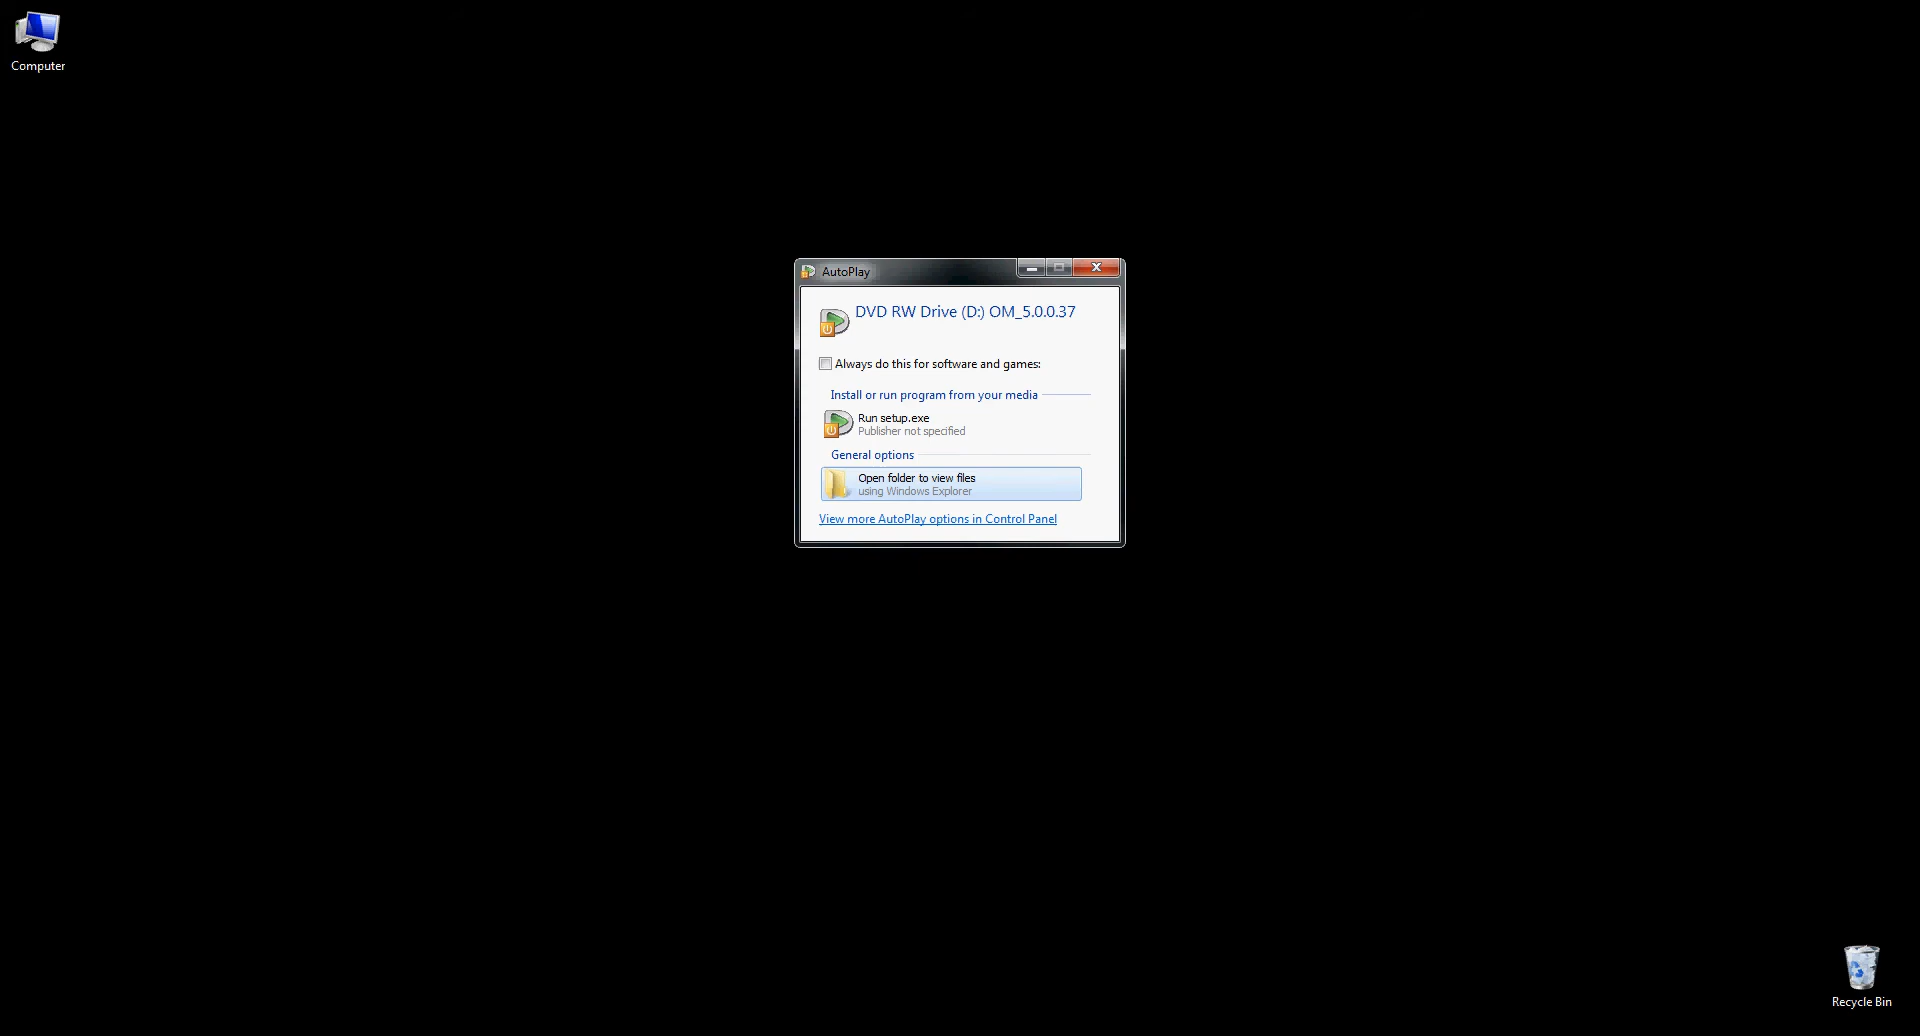 Computer
AutoPlay
DVD RW Drive (D:) OM_5.0.0.37
Always do this for software and games:
Install or run program from your media
Run setup.exe
Publisher not specified
General options
Open folder to view files
using Windows Explorer
View more AutoPlay options in Control Panel
Recycle Bin